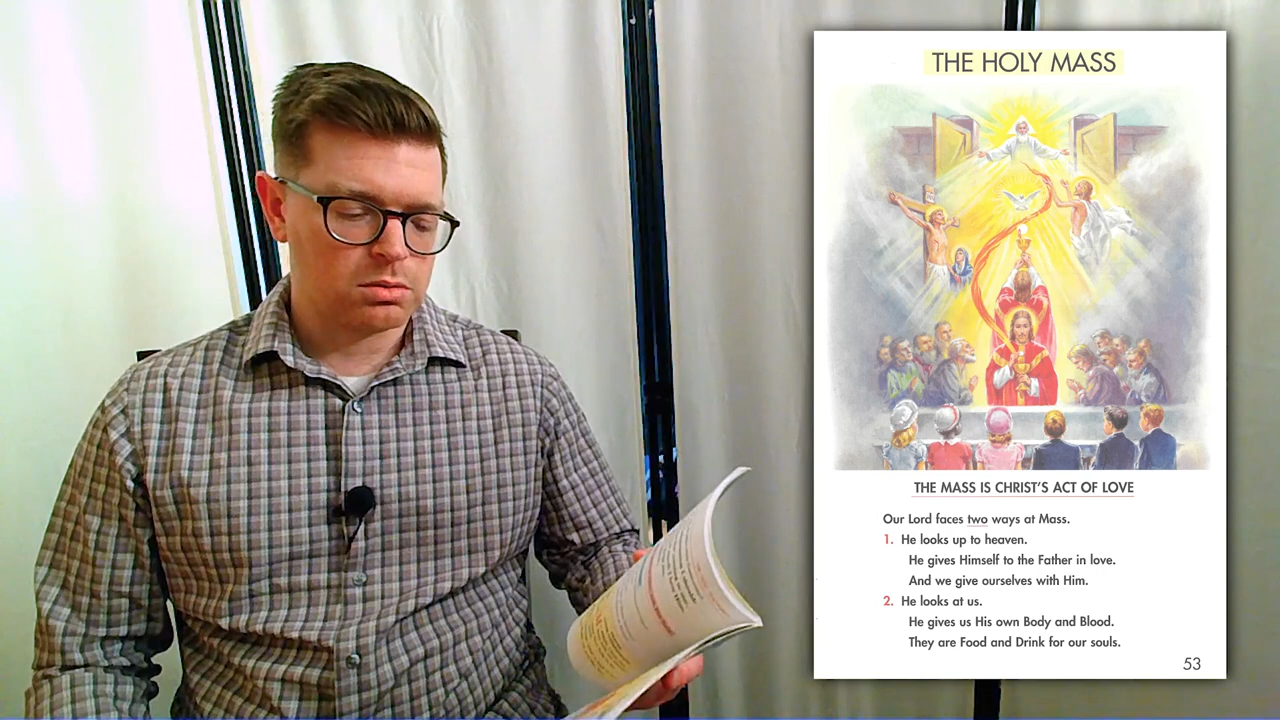 THE HOLY MASS
THE MASS IS CHRIST'S ACT OF LOVE
Our Lord faces two ways at Mass.
1. He looks up to heaven.
He gives Himself to the Father in love.
And we give ourselves with Him.
2. He looks at us.
He gives us His own Body and Blood.
They are Food and Drink for our souls.
53